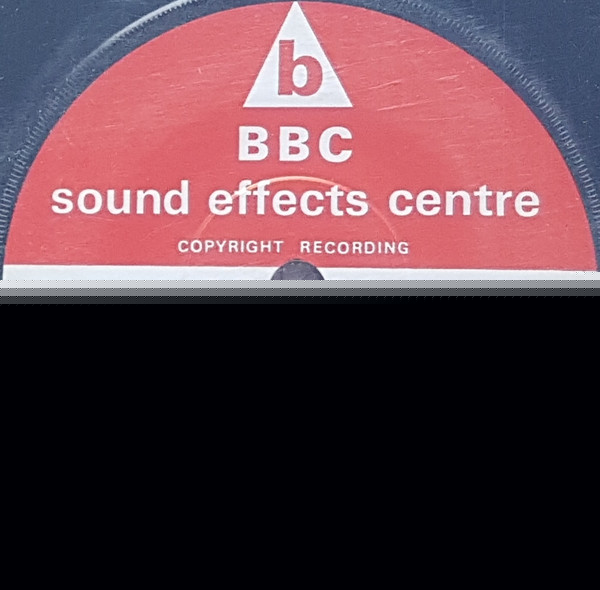 b
BBC
sound effects centre
COPYRIGHT RECORDING